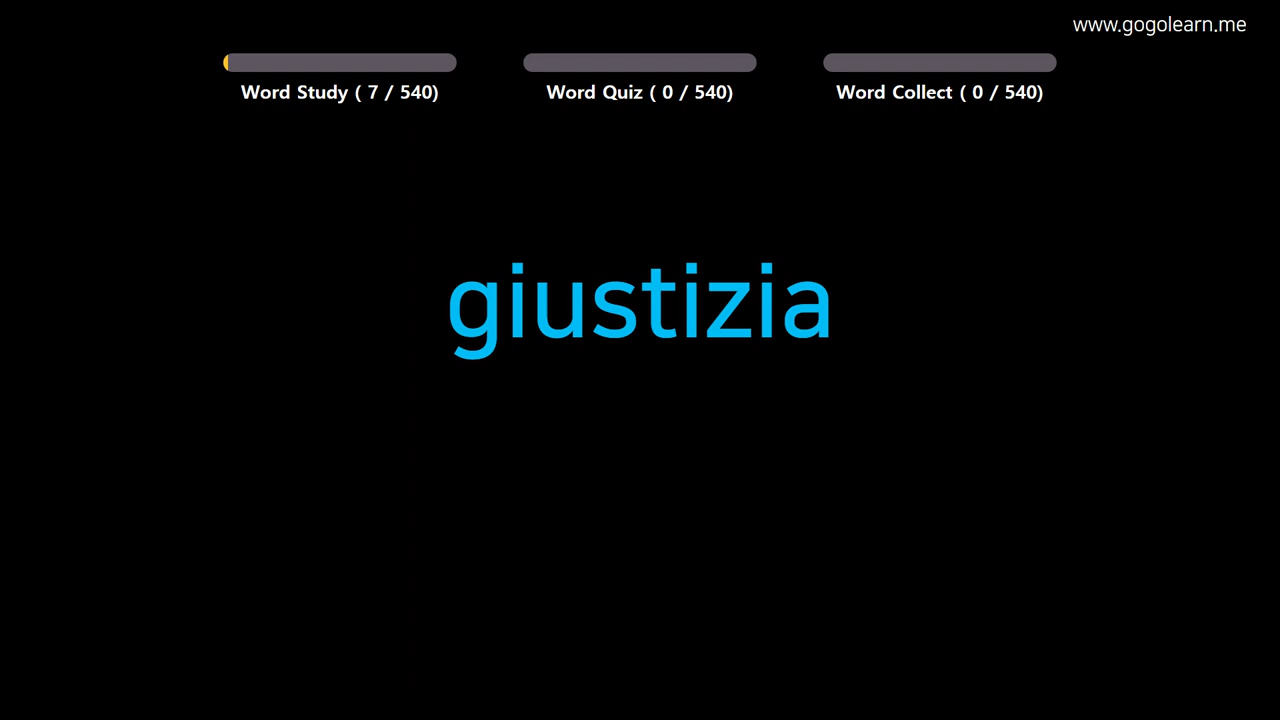 www.gogolearn.me
Word Study ( 7 / 540)
Word Quiz ( 0 / 540)
Word Collect ( 0 / 540)
giustizia